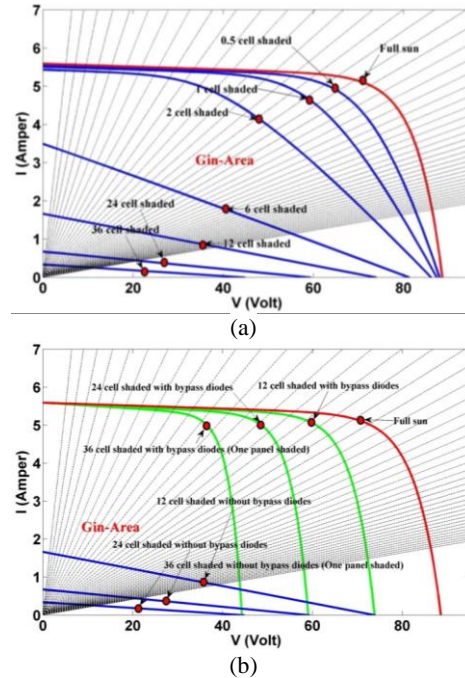 7
6
5
4
3
2
1
0
I (Amper)
0.5 cell shaded
Full sun
1 cell shaded
2 cell shaded
Gin-Area
24 cell shaded
36 cell shaded
6 cell shaded
12 cell shaded
0 20 40 60 80
V (Volt)
(a)
7
6
5
4
3
2
1
0
I (Amper)
24 cell shaded with bypass diodes
12 cell shaded with bypass diodes
Full sun
36 cell shaded with bypass diodes (One panel shaded)
12 cell shaded without bypass diodes
Gin-Area
24 cell shaded without bypass diodes
36 cell shaded without bypass diodes (One panel shaded)
0 20 40 60 80
V (Volt)
(b)